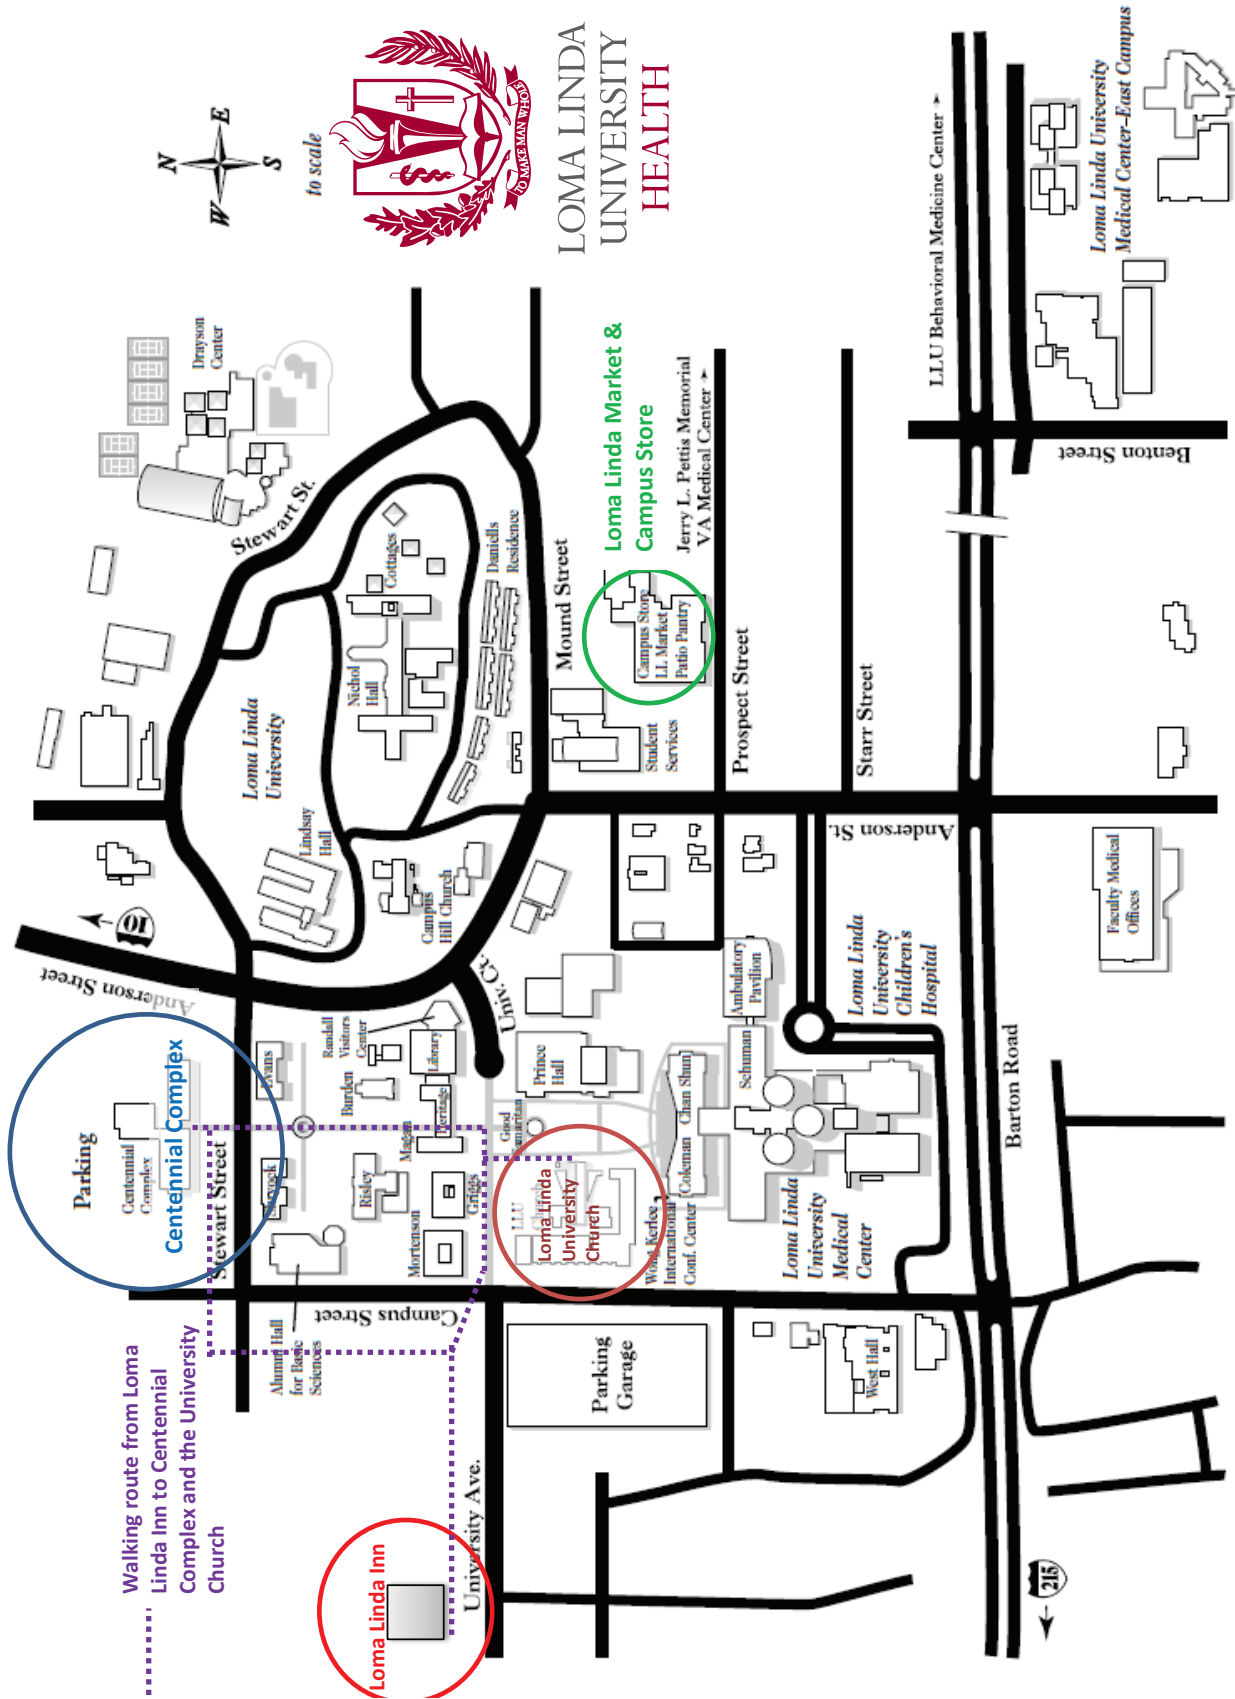 N
W
E
S
to scale
TO MAKE MAN WHOLE
LOMA LINDA
UNIVERSITY
HEALTH
Walking route from Loma
Linda Inn to Centennial
Complex and the University
Church
Parking
Centennial
Complex
Centennial Complex
Stewart Street
Anderson Street
10
Evans
Alumni Hall
for Basic
Sciences
Risley
Burden
Randall
Visitors
Center
Library
Heritage
Magan
Griggs
Mortenson
Campus Street
Loma Linda Inn
University Ave.
Univ. Ct.
Lindsay
Hall
Campus
Hill Church
Loma Linda
University
Nichol
Hall
Cottages
Daniells
Residence
Stewart St.
Drayson
Center
Mound Street
Student
Services
Campus Store
LL Market
Patio Pantry
Loma Linda Market &
Campus Store
Jerry L. Pettis Memorial
VA Medical Center
Prospect Street
Starr Street
Anderson St.
Good
Samaritan
Prince
Hall
LLU
Church
Loma Linda
University
Church
Wong Kerlee
International
Conf. Center
Coleman
Chan Shun
Schuman
Ambulatory
Pavilion
Loma Linda
University
Children's
Hospital
Loma Linda
University
Medical
Center
Parking
Garage
West Hall
Barton Road
215
Faculty Medical
Offices
Benton Street
LLU Behavioral Medicine Center
Loma Linda University
Medical Center–East Campus